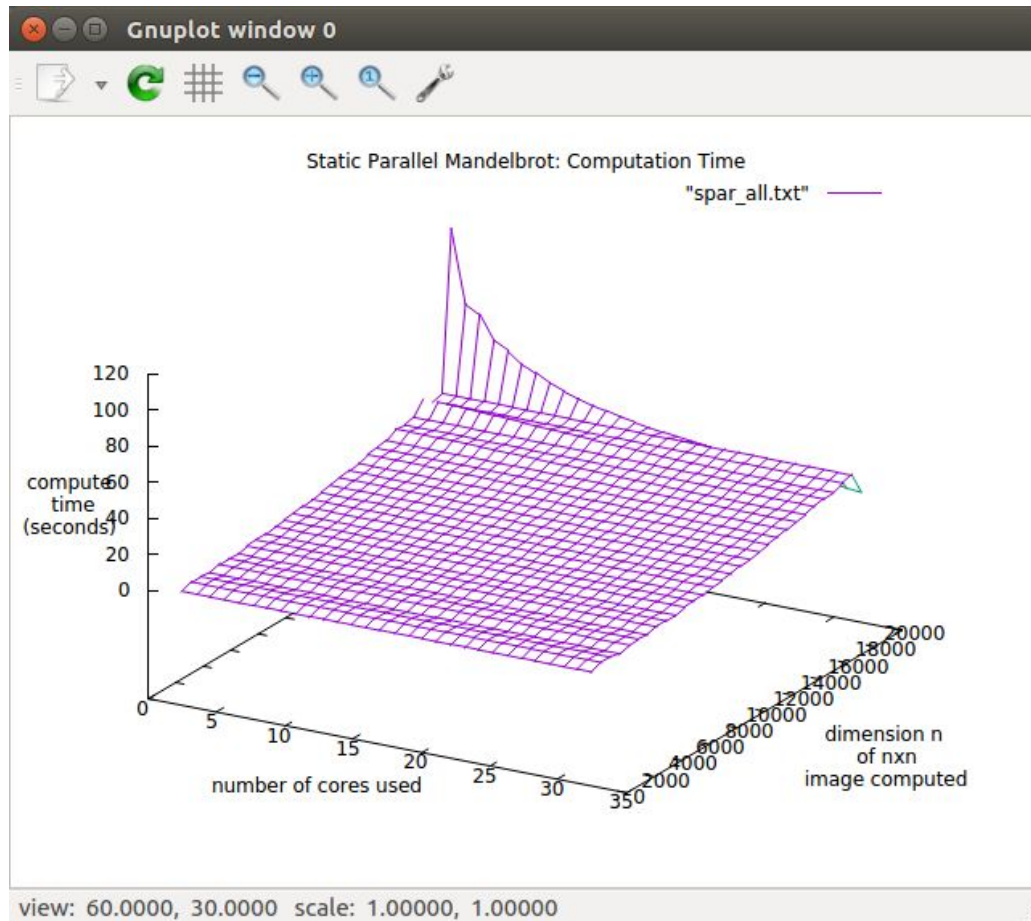 Gnuplot window 0
1
Static Parallel Mandelbrot: Computation Time
"spar_all.txt"
120
100
80
60
40
20
0
compute
time
(seconds)
0
5
10
15
20
25
30
35
number of cores used
0
2000
4000
6000
8000
10000
12000
14000
16000
18000
20000
dimension n
of nxn
image computed
view: 60.0000, 30.0000 scale: 1.00000, 1.00000